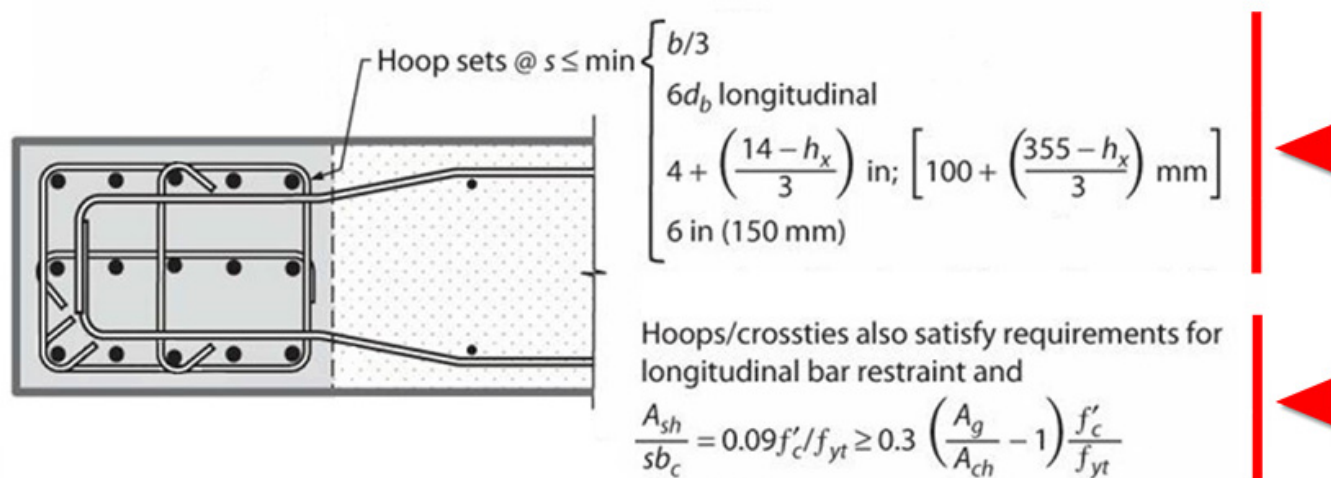 Hoop sets @ s ≤ min { b/3
6d_b longitudinal
4 + ((14 − h_x)/3) in; [100 + ((355 − h_x)/3) mm]
6 in (150 mm)
Hoops/crossties also satisfy requirements for
longitudinal bar restraint and
A_sh/sb_c = 0.09f′_c/f_yt ≥ 0.3 (A_g/A_ch − 1) f′_c/f_yt